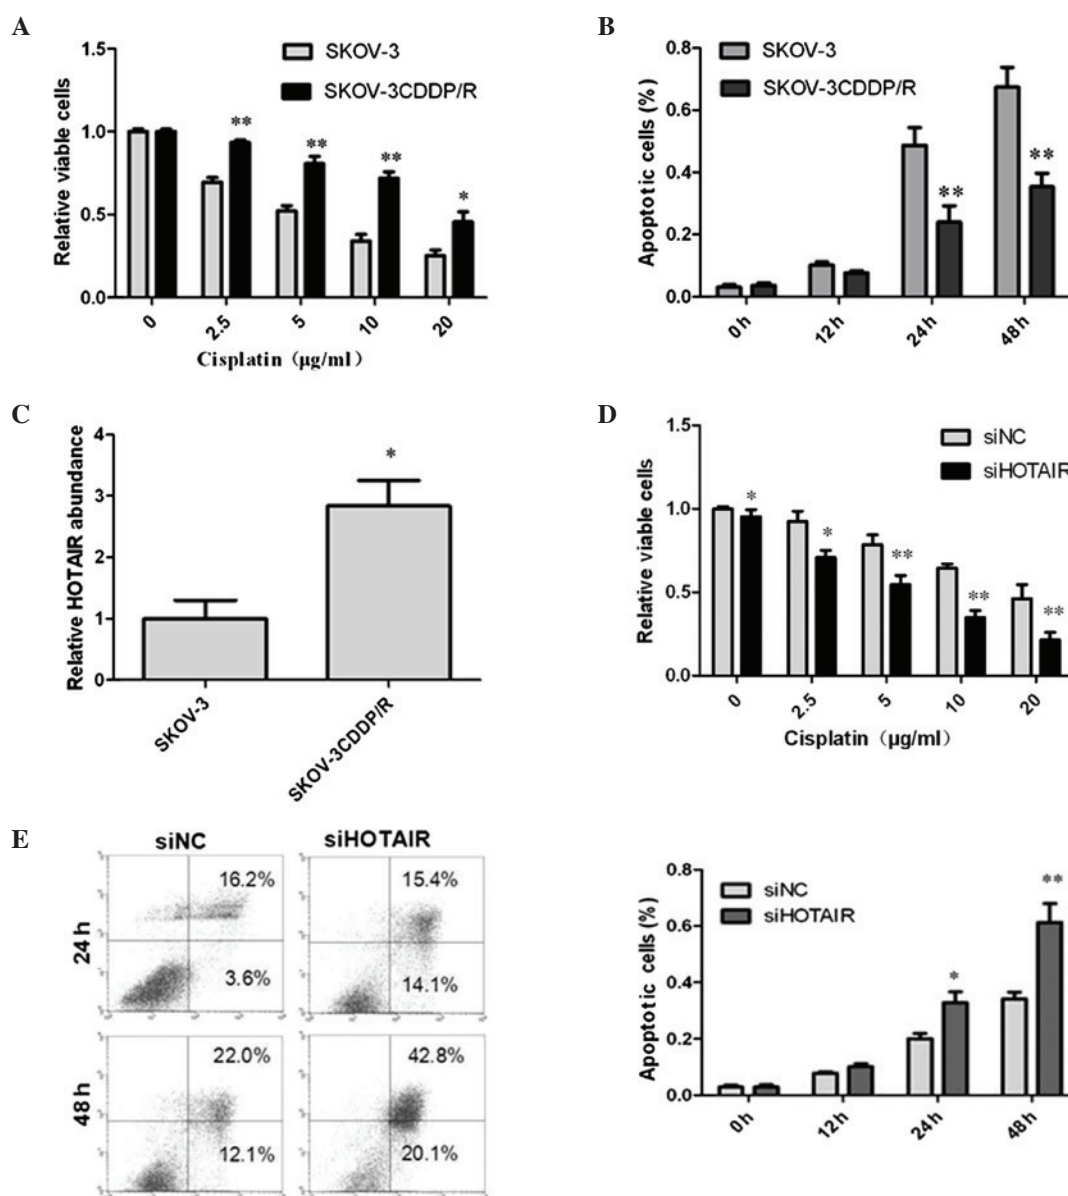 A
Relative viable cells
1.5
1.0
0.5
0.0
SKOV-3
SKOV-3CDDP/R
**
**
**
*
0
2.5
5
10
20
Cisplatin (μg/ml)
B
Apoptotic cells (%)
0.8
0.6
0.4
0.2
0.0
SKOV-3
SKOV-3CDDP/R
**
**
0h
12h
24h
48h
C
Relative HOTAIR abundance
4
3
2
1
0
*
SKOV-3
SKOV-3CDDP/R
D
Relative viable cells
1.5
1.0
0.5
0.0
siNC
siHOTAIR
*
*
**
**
**
0
2.5
5
10
20
Cisplatin (μg/ml)
E
siNC
siHOTAIR
24h
16.2%
3.6%
15.4%
14.1%
48h
22.0%
12.1%
42.8%
20.1%
Apoptotic cells (%)
0.8
0.6
0.4
0.2
0.0
siNC
siHOTAIR
*
**
0h
12h
24h
48h